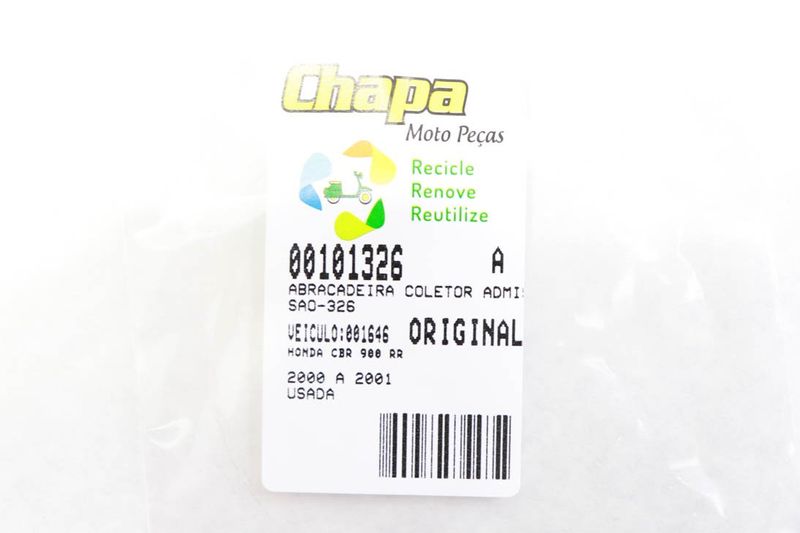 Chapa
Moto Peças
Recicle
Renove
Reutilize
00101326 A
ABRACADEIRA COLETOR ADMIS
SAO-326
VEICULO:001646 ORIGINAL
HONDA CBR 900 RR
2000 A 2001
USADA